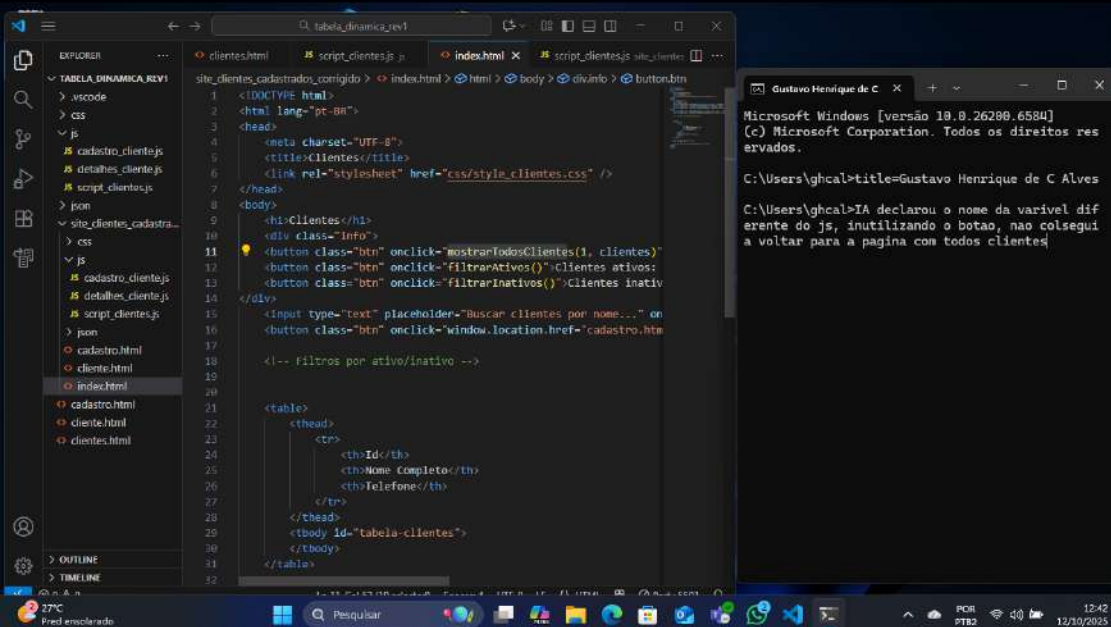 tabela_dinamica_rev1
EXPLORER
clientes.html
JS script_clientes.js js
index.html
JS script_clientes.js
TABELA_DINAMICA_REV1
.vscode
css
js
JS cadastro_cliente.js
JS detalhes_cliente.js
JS script_clientes.js
json
site_clientes_cadastra...
css
js
JS cadastro_cliente.js
JS detalhes_cliente.js
JS script_clientes.js
json
cadastro.html
cliente.html
index.html
cadastro.html
cliente.html
clientes.html
OUTLINE
TIMELINE
site_clientes_cadastrados_corrigido > index.html > html > body > div.info > button.btn
1 <!DOCTYPE html>
2 <html lang="pt-BR">
3 <head>
4 <meta charset="UTF-8">
5 <title>Clientes</title>
6 <link rel="stylesheet" href="css/style_clientes.css" />
7 </head>
8 <body>
9 <h1>Clientes</h1>
10 <div class="info">
11 <button class="btn" onclick="mostrarTodosClientes(1, clientes)"
12 <button class="btn" onclick="filtrarAtivos()">Clientes ativos:
13 <button class="btn" onclick="filtrarInativos()">Clientes inativ
14 </div>
15 <input type="text" placeholder="Buscar clientes por nome..." on
16 <button class="btn" onclick="window.location.href="cadastro.htm
17
18 <!-- Filtros por ativo/inativo -->
19
20
21 <table>
22 <thead>
23 <tr>
24 <th>Id</th>
25 <th>Nome Completo</th>
26 <th>Telefone</th>
27 </tr>
28 </thead>
29 <tbody id="tabela-clientes">
30 </tbody>
31 </table>
32
Gustavo Henrique de C
Microsoft Windows [versão 10.0.26200.6584]
(c) Microsoft Corporation. Todos os direitos res
ervados.
C:\Users\ghcal>title=Gustavo Henrique de C Alves
C:\Users\ghcal>IA declarou o nome da varivel dif
erente do js, inutilizando o botao, nao colsegui
a voltar para a pagina com todos clientes
27°C
Pred ensolarado
Pesquisar
POR
PTB2
12:42
12/10/2025